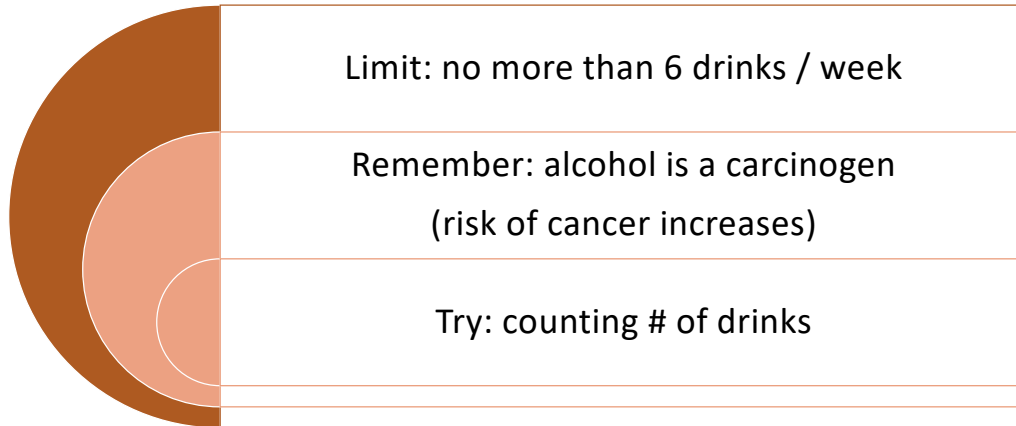 Limit: no more than 6 drinks / week
Remember: alcohol is a carcinogen
(risk of cancer increases)
Try: counting # of drinks